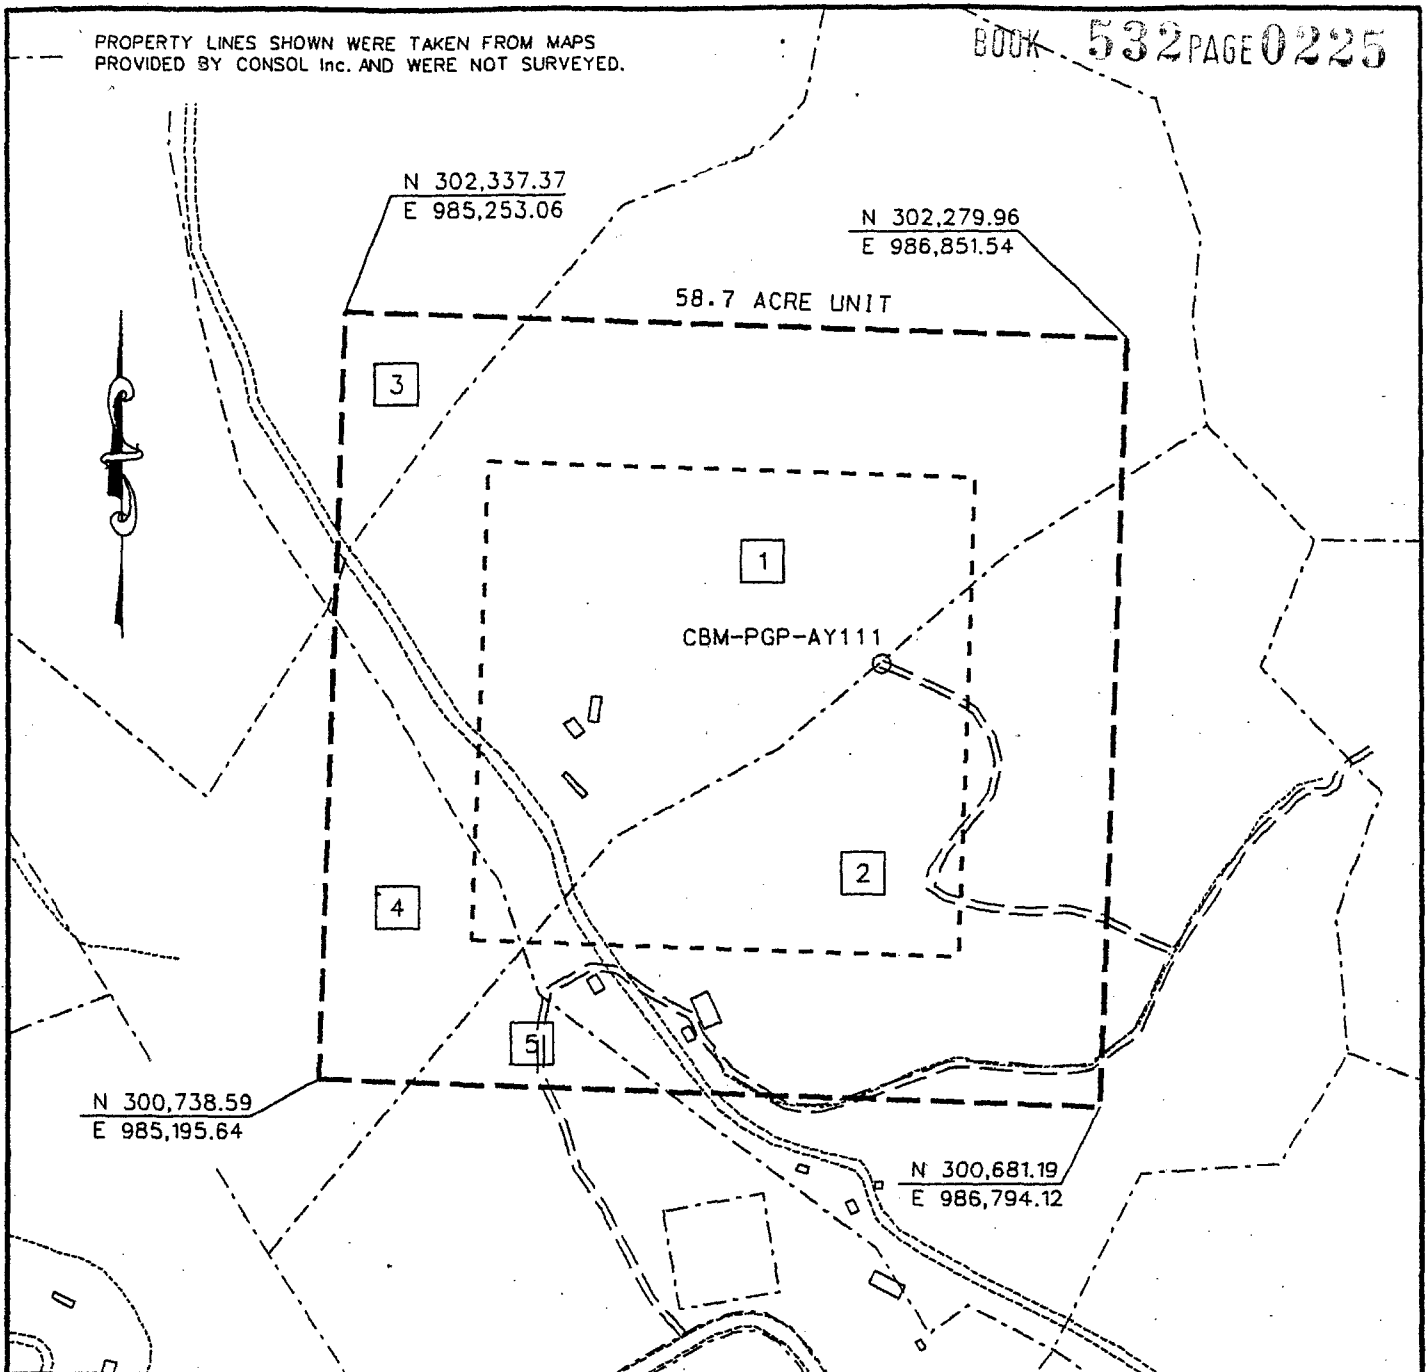 PROPERTY LINES SHOWN WERE TAKEN FROM MAPS
PROVIDED BY CONSOL Inc. AND WERE NOT SURVEYED.
BOOK 532 PAGE 0225
N 302,337.37
E 985,253.06
N 302,279.96
E 986,851.54
58.7 ACRE UNIT
3
1
CBM-PGP-AY111
2
4
5
N 300,738.59
E 985,195.64
N 300,681.19
E 986,794.12